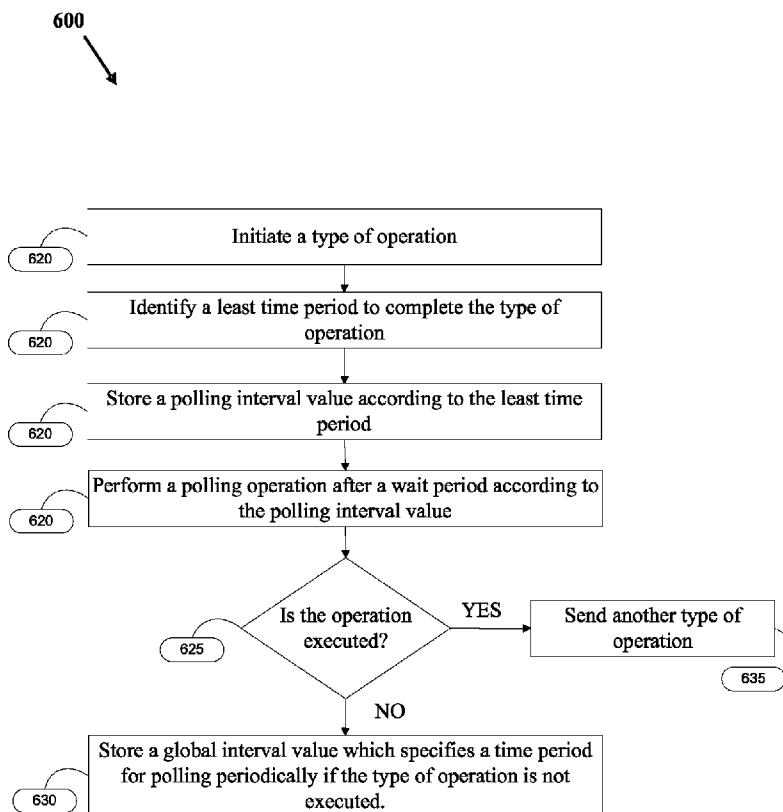 600
Initiate a type of operation
620
Identify a least time period to complete the type of
operation
620
Store a polling interval value according to the least time
period
620
Perform a polling operation after a wait period according to
the polling interval value
620
Is the operation
executed?
625
YES
Send another type of
operation
635
NO
Store a global interval value which specifies a time period
for polling periodically if the type of operation is not
executed.
630